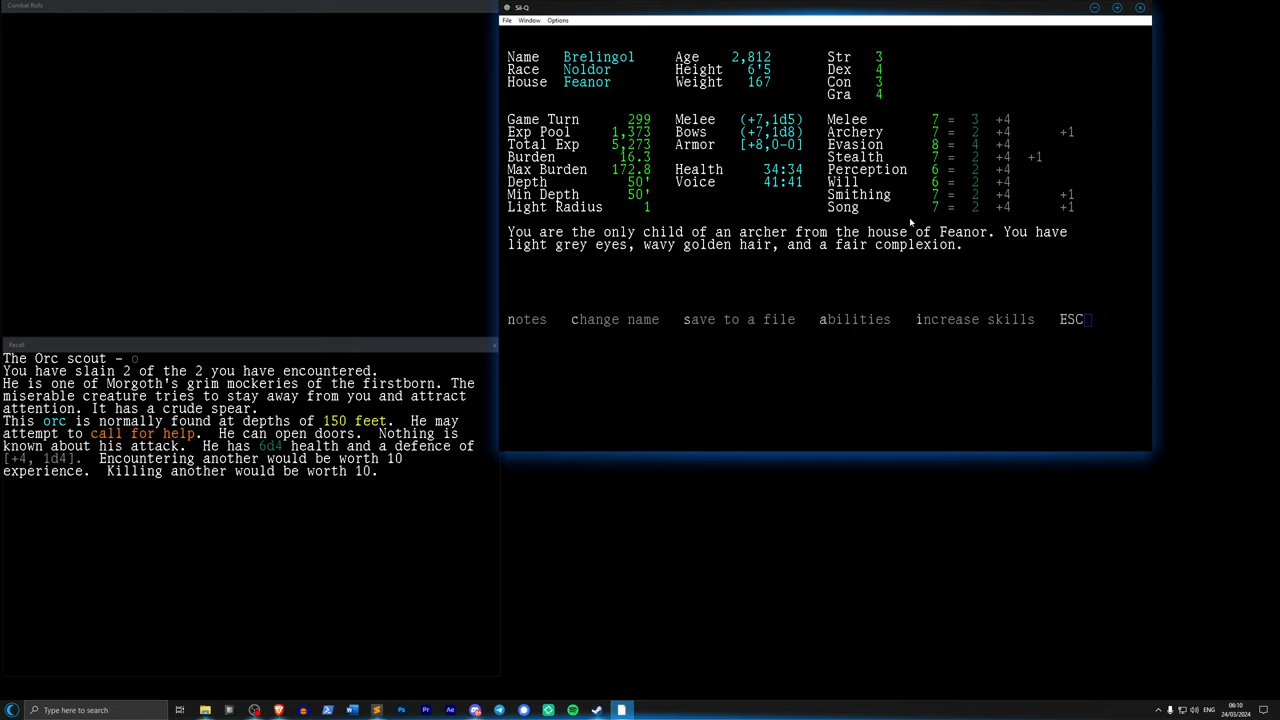 Combat Rolls
Sil-Q
File Window Options
Name Brelingol Age 2,812 Str 3
Race Noldor Height 6'5 Dex 4
House Feanor Weight 167 Con 3
Gra 4
Game Turn 299 Melee (+7,1d5) Melee 7 = 3 +4
Exp Pool 1,373 Bows (+7,1d8) Archery 7 = 2 +4 +1
Total Exp 5,273 Armor [+8,0-0] Evasion 8 = 4 +4
Burden 16.3 Stealth 7 = 2 +4 +1
Max Burden 172.8 Health 34:34 Perception 6 = 2 +4
Depth 50' Voice 41:41 Will 6 = 2 +4
Min Depth 50' Smithing 7 = 2 +4 +1
Light Radius 1 Song 7 = 2 +4 +1
You are the only child of an archer from the house of Feanor. You have
light grey eyes, wavy golden hair, and a fair complexion.
notes change name save to a file abilities increase skills ESC
Recall
The Orc scout - o
You have slain 2 of the 2 you have encountered.
He is one of Morgoth's grim mockeries of the firstborn. The
miserable creature tries to stay away from you and attract
attention. It has a crude spear.
This orc is normally found at depths of 150 feet. He may
attempt to call for help. He can open doors. Nothing is
known about his attack. He has 6d4 health and a defence of
[+4, 1d4]. Encountering another would be worth 10
experience. Killing another would be worth 10.
Type here to search
ENG
06:10
24/03/2024